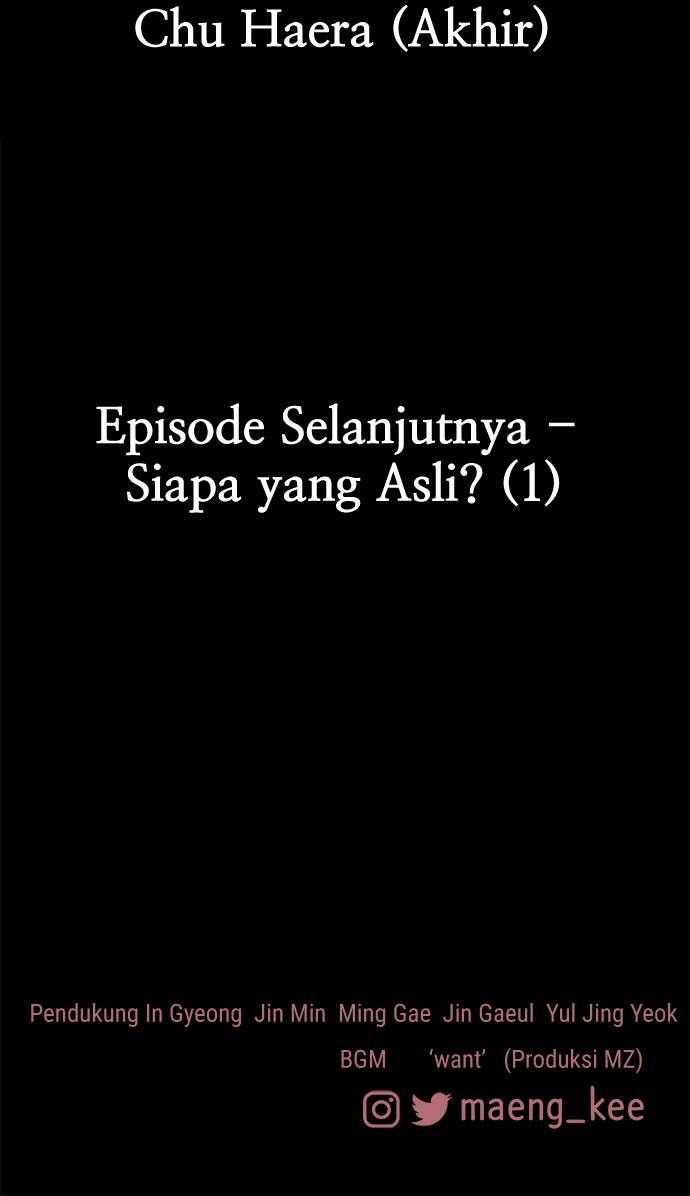 Chu Haera (Akhir)
Episode Selanjutnya –
Siapa yang Asli? (1)
Pendukung In Gyeong Jin Min Ming Gae Jin Gaeul Yul Jing Yeok
BGM ‘want’ (Produksi MZ)
maeng_kee